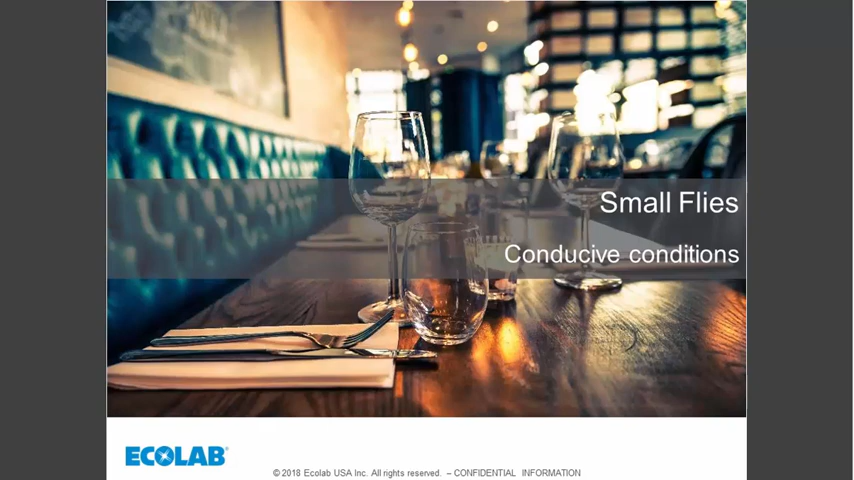 Small Flies
Conducive conditions
ECOLAB®
© 2018 Ecolab USA Inc. All rights reserved. – CONFIDENTIAL INFORMATION